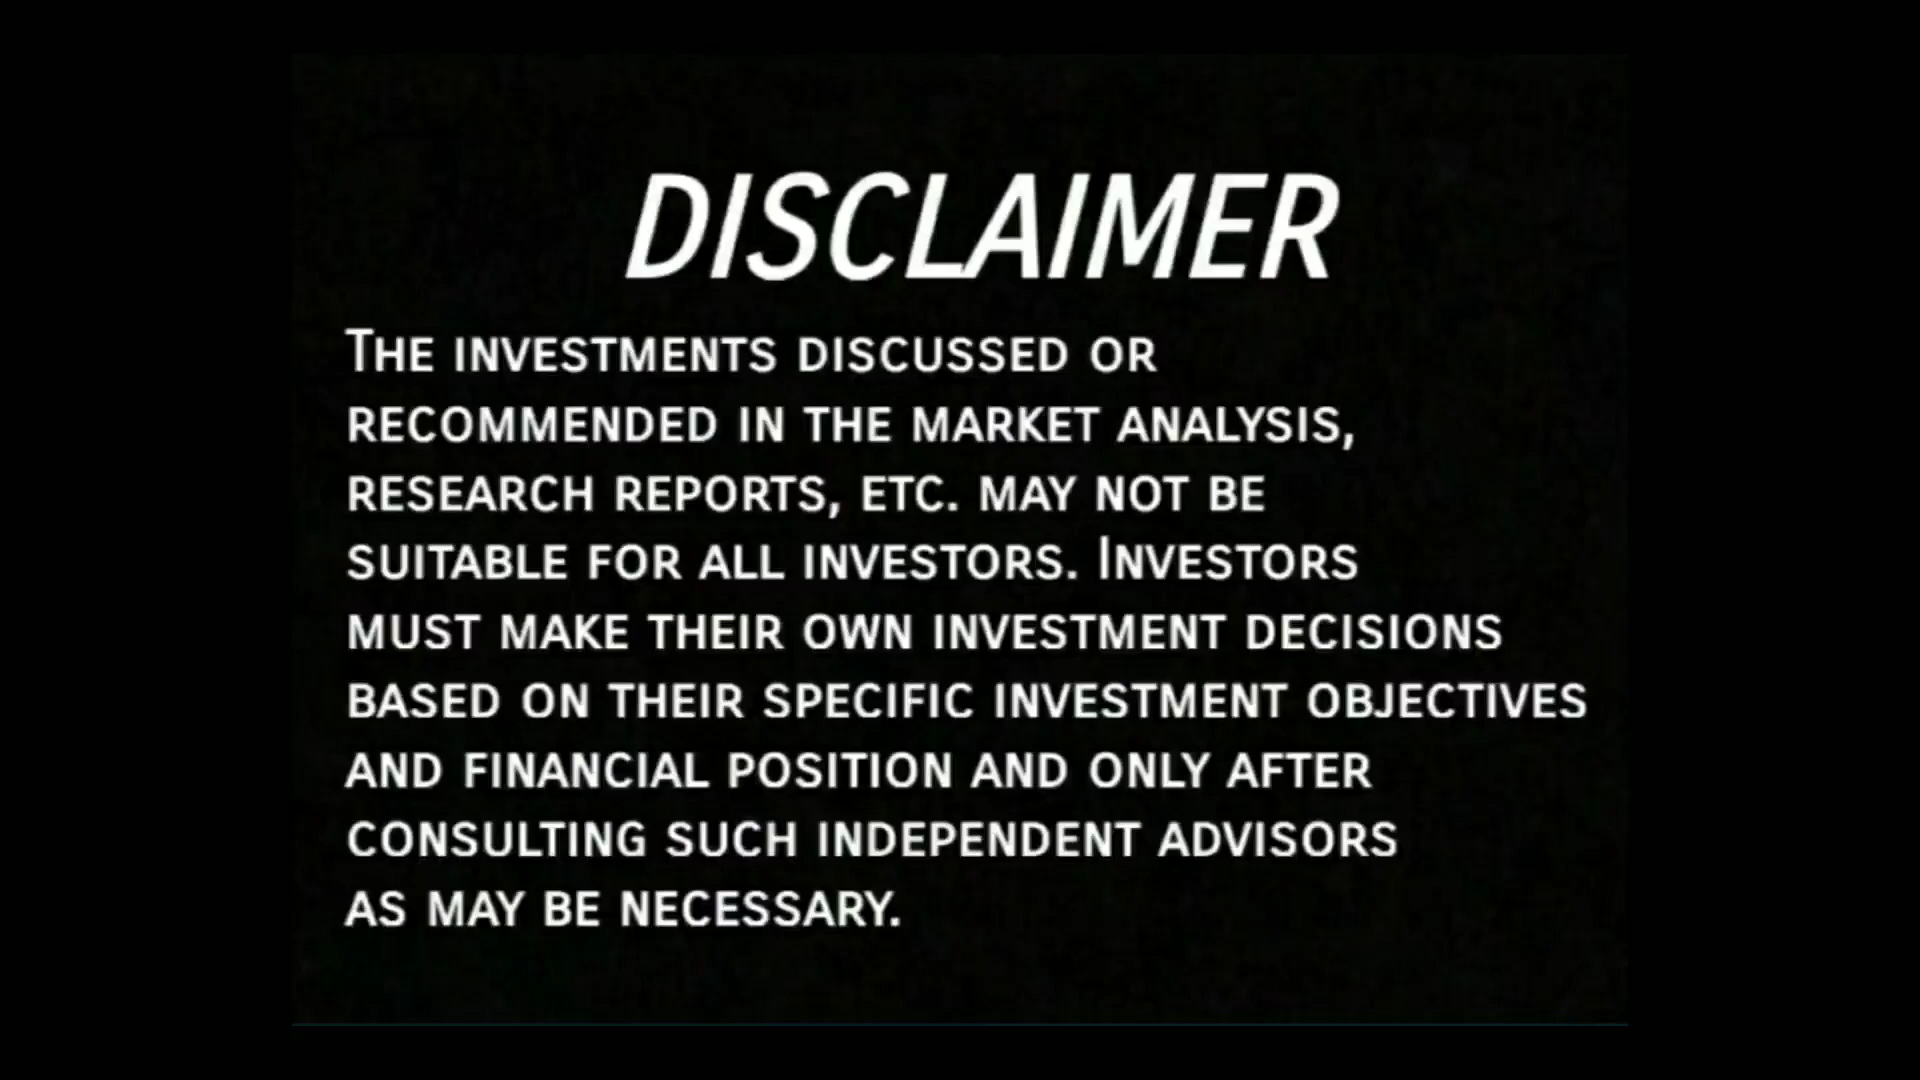 DISCLAIMER
The investments discussed or
recommended in the market analysis,
research reports, etc. may not be
suitable for all investors. Investors
must make their own investment decisions
based on their specific investment objectives
and financial position and only after
consulting such independent advisors
as may be necessary.